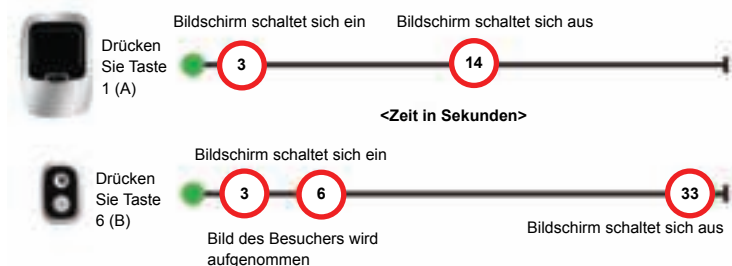 Bildschirm schaltet sich ein
Bildschirm schaltet sich aus
Drücken
Sie Taste
1 (A)
3
14
<Zeit in Sekunden>
Bildschirm schaltet sich ein
Drücken
Sie Taste
6 (B)
3
6
33
Bild des Besuchers wird
aufgenommen
Bildschirm schaltet sich aus